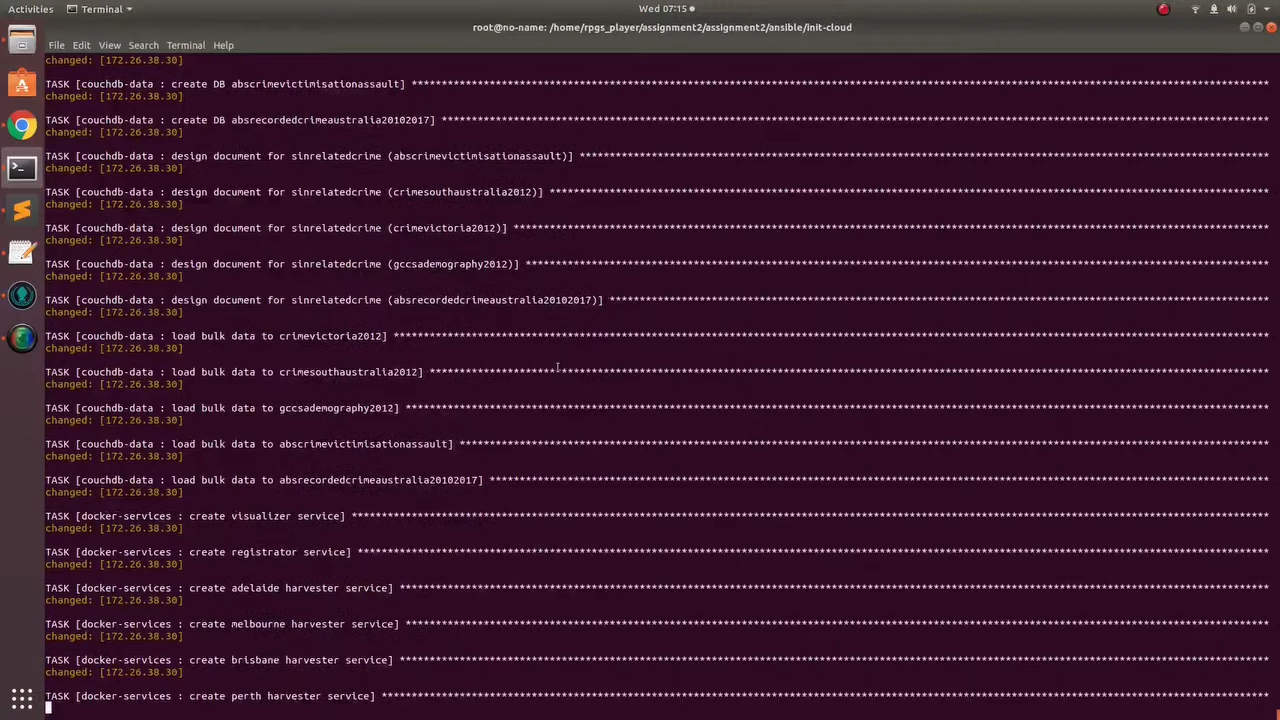 Activities Terminal Wed 07:15
root@no-name: /home/rpgs_player/assignment2/assignment2/ansible/init-cloud
File Edit View Search Terminal Help
changed: [172.26.38.30]
TASK [couchdb-data : create DB abscrimevictimisationassault] ****************
changed: [172.26.38.30]
TASK [couchdb-data : create DB absrecordedcrimeaustralia20102017] ****************
changed: [172.26.38.30]
TASK [couchdb-data : design document for sinrelatedcrime (abscrimevictimisationassault)] ****************
changed: [172.26.38.30]
TASK [couchdb-data : design document for sinrelatedcrime (crimesouthaustralia2012)] ****************
changed: [172.26.38.30]
TASK [couchdb-data : design document for sinrelatedcrime (crimevictoria2012)] ****************
changed: [172.26.38.30]
TASK [couchdb-data : design document for sinrelatedcrime (gccsademography2012)] ****************
changed: [172.26.38.30]
TASK [couchdb-data : design document for sinrelatedcrime (absrecordedcrimeaustralia20102017)] ****************
changed: [172.26.38.30]
TASK [couchdb-data : load bulk data to crimevictoria2012] ****************
changed: [172.26.38.30]
TASK [couchdb-data : load bulk data to crimesouthaustralia2012] ****************
changed: [172.26.38.30]
TASK [couchdb-data : load bulk data to gccsademography2012] ****************
changed: [172.26.38.30]
TASK [couchdb-data : load bulk data to abscrimevictimisationassault] ****************
changed: [172.26.38.30]
TASK [couchdb-data : load bulk data to absrecordedcrimeaustralia20102017] ****************
changed: [172.26.38.30]
TASK [docker-services : create visualizer service] ****************
changed: [172.26.38.30]
TASK [docker-services : create registrator service] ****************
changed: [172.26.38.30]
TASK [docker-services : create adelaide harvester service] ****************
changed: [172.26.38.30]
TASK [docker-services : create melbourne harvester service] ****************
changed: [172.26.38.30]
TASK [docker-services : create brisbane harvester service] ****************
changed: [172.26.38.30]
TASK [docker-services : create perth harvester service] ****************